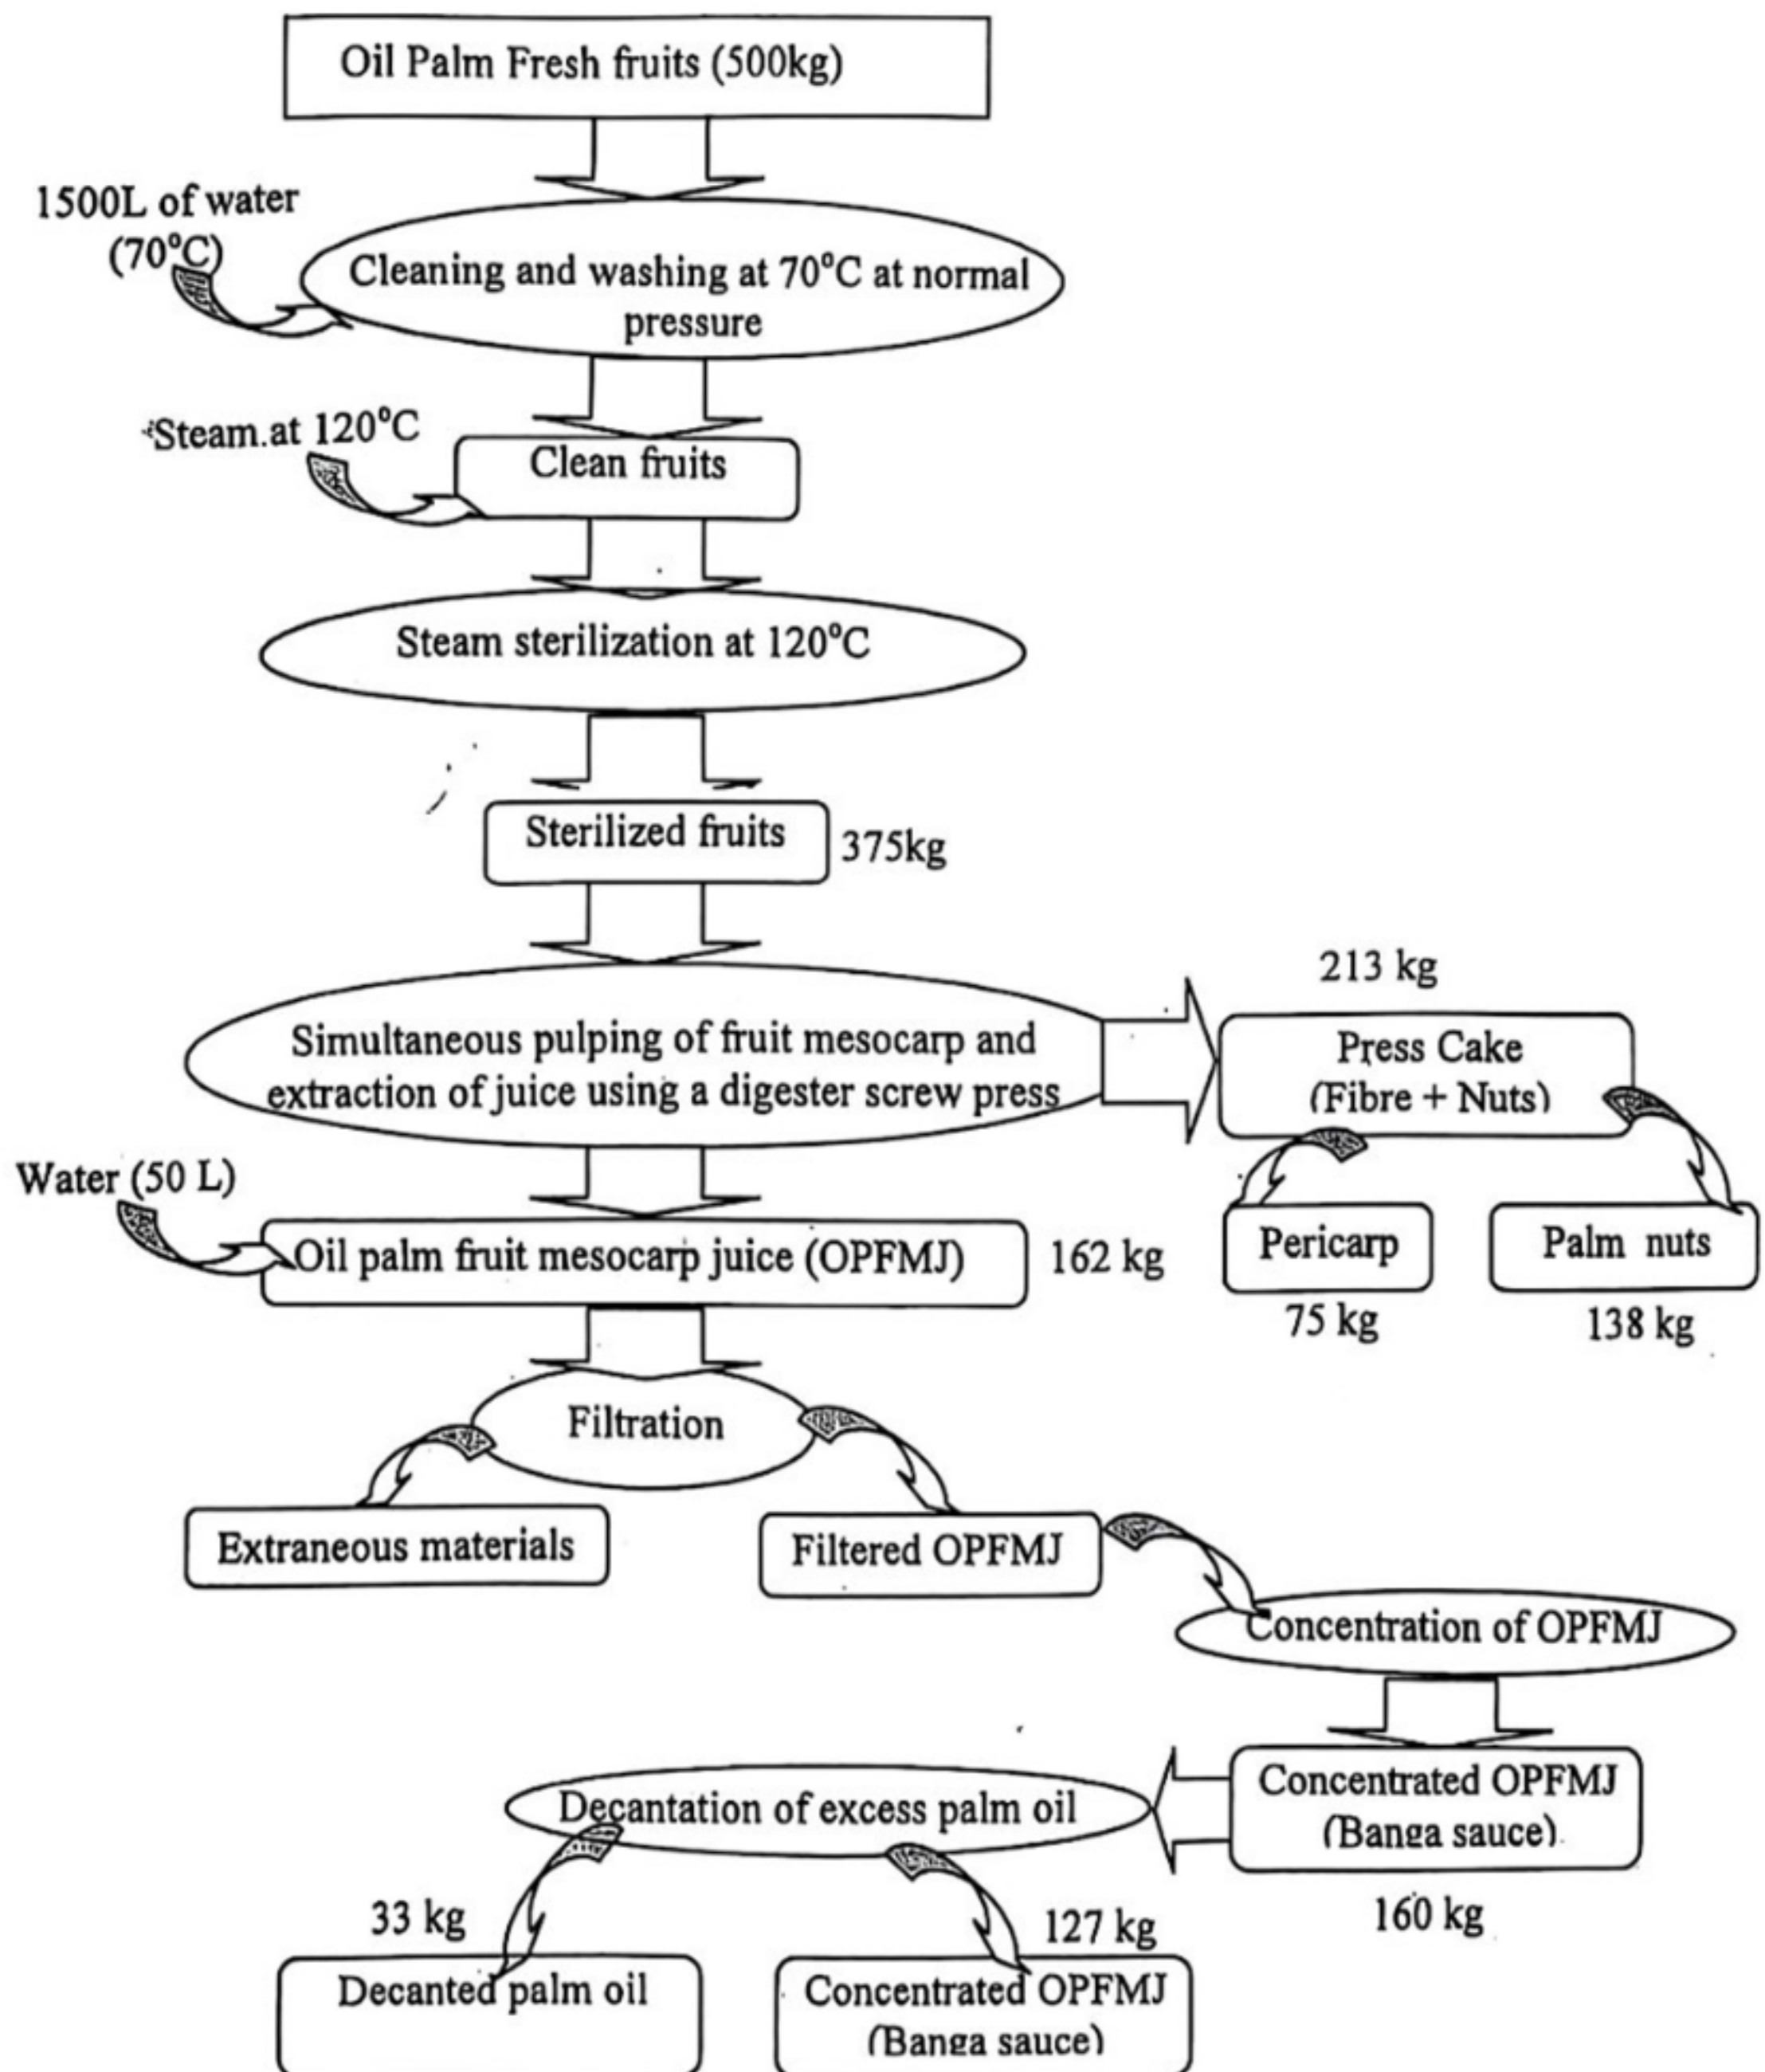 Oil Palm Fresh fruits (500kg)
1500L of water
(70°C)
Cleaning and washing at 70°C at normal
pressure
Steam.at 120°C
Clean fruits
Steam sterilization at 120°C
Sterilized fruits
375kg
213 kg
Simultaneous pulping of fruit mesocarp and
extraction of juice using a digester screw press
Press Cake
(Fibre + Nuts)
Water (50 L)
Oil palm fruit mesocarp juice (OPFMJ)
162 kg
Pericarp
Palm nuts
75 kg
138 kg
Filtration
Extraneous materials
Filtered OPFMJ
Concentration of OPFMJ
Concentrated OPFMJ
(Banga sauce)
160 kg
Decantation of excess palm oil
33 kg
127 kg
Decanted palm oil
Concentrated OPFMJ
(Banga sauce)